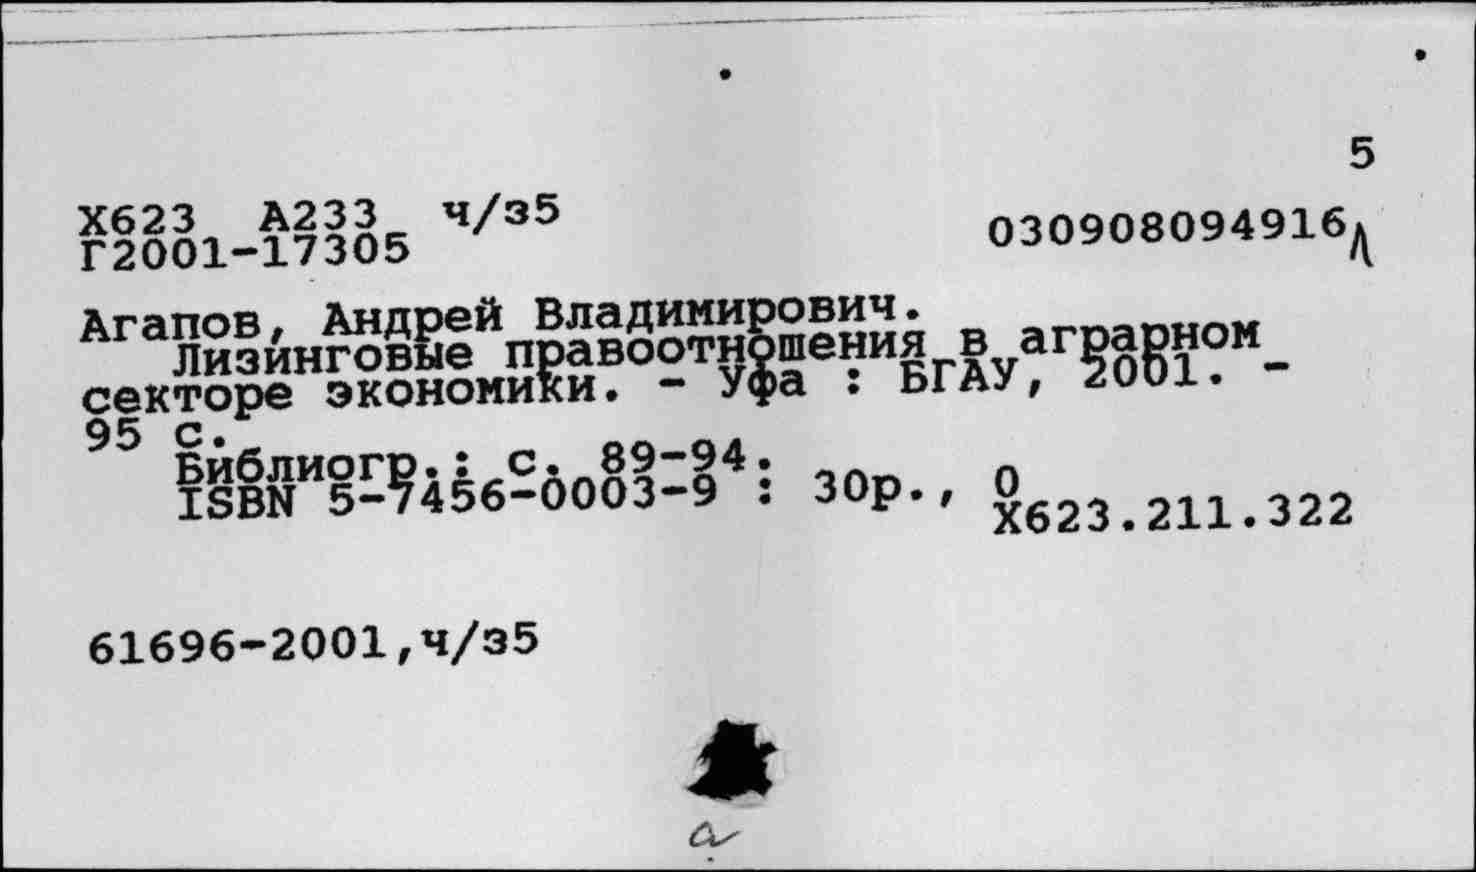 5
Х623 А233 ч/з5
Г2001-17305
030908094916
Агапов, Андрей Владимирович.
Лизинговые правоотношения в аграрном
секторе экономики. - Уфа : БГАУ, 2001. -
95 с.
Библиогр.: с. 89-94.
ISBN 5-7456-0003-9 : 30р., 0
Х623.211.322
61696-2001,ч/з5